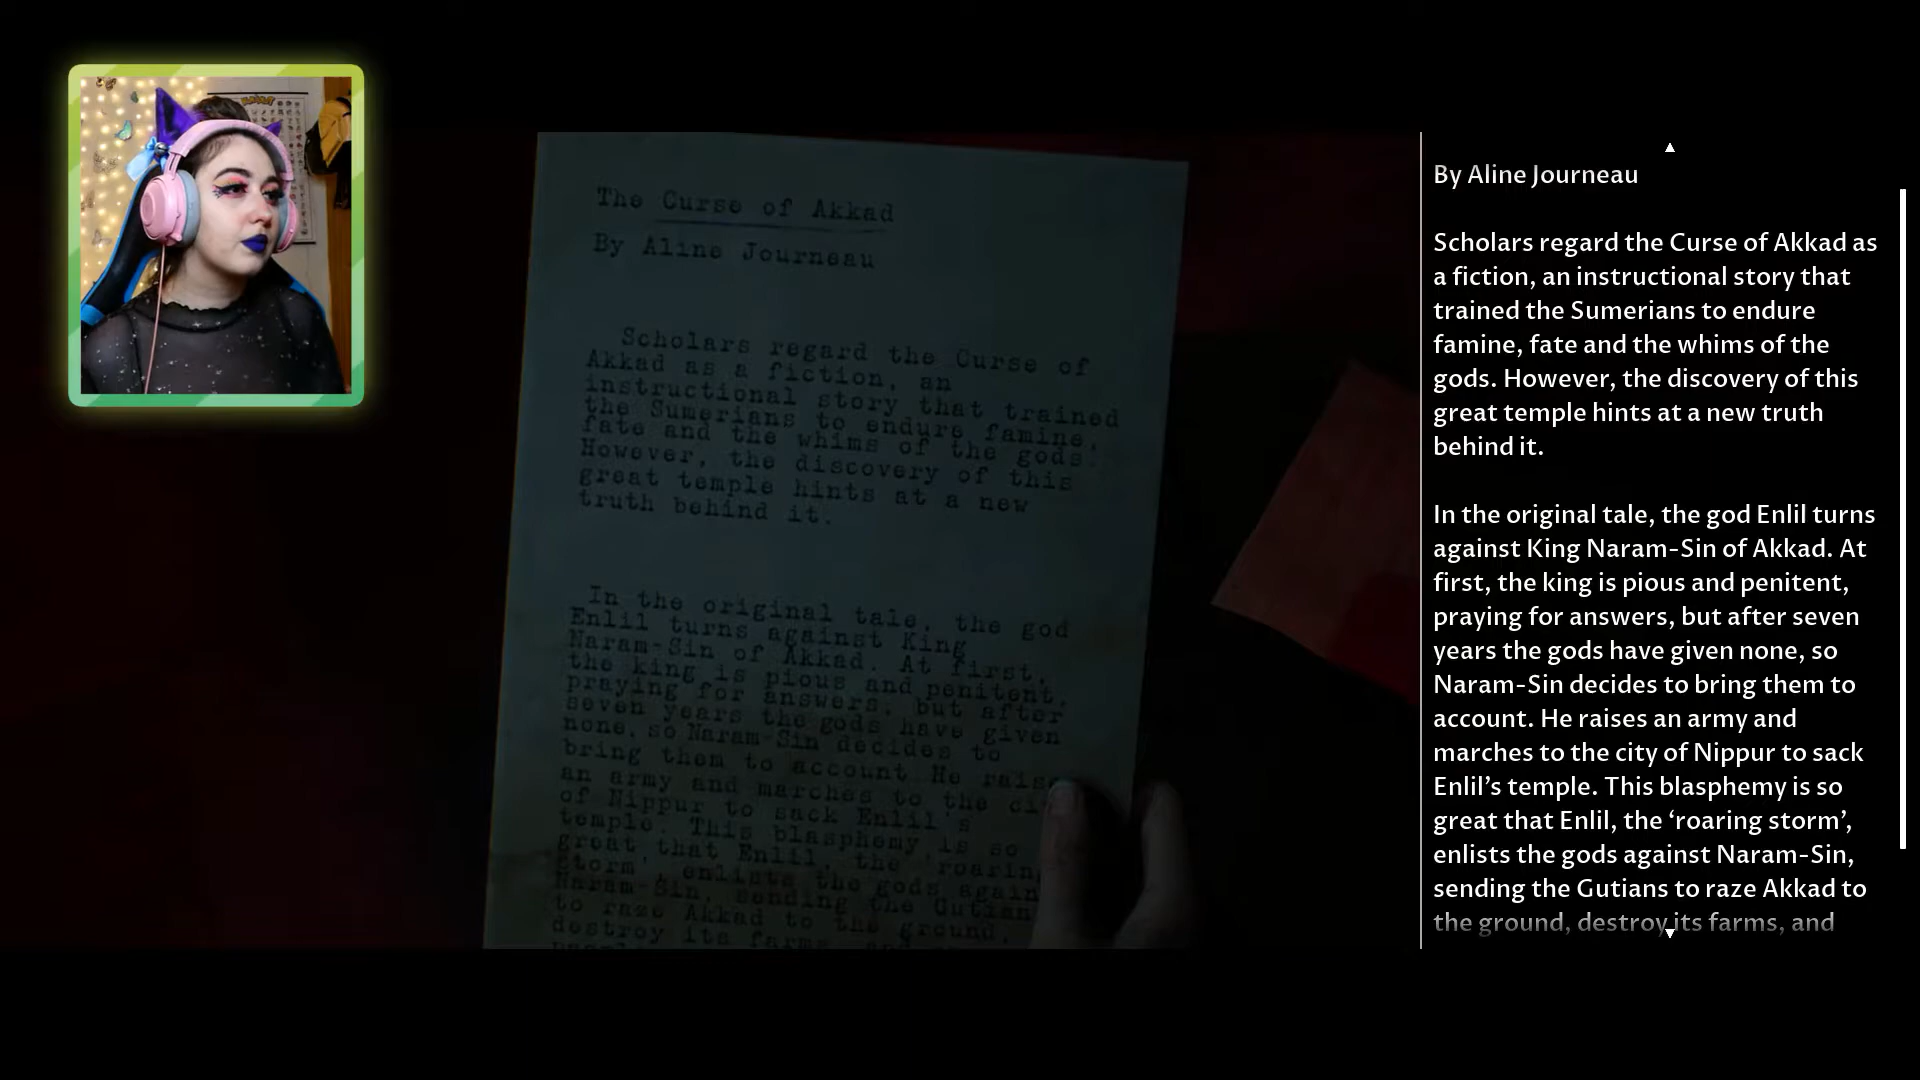 The Curse of Akkad
By Aline Journeau
Scholars regard the Curse of
Akkad as a fiction, an
instructional story that trained
the Sumerians to endure famine,
fate and the whims of the gods.
However, the discovery of this
great temple hints at a new
truth behind it.
In the original tale, the god
Enlil turns against King
Naram-Sin of Akkad. At first,
the king is pious and penitent,
praying for answers, but after
seven years the gods have given
none, so Naram-Sin decides to
bring them to account. He raise
an army and marches to the ci
of Nippur to sack Enlil's
temple. This blasphemy is so
great that Enlil, the 'roarin
storm', enlists the gods again
Naram-Sin, sending the Gutian
to raze Akkad to the ground,
destroy its farms, and
By Aline Journeau
Scholars regard the Curse of Akkad as
a fiction, an instructional story that
trained the Sumerians to endure
famine, fate and the whims of the
gods. However, the discovery of this
great temple hints at a new truth
behind it.
In the original tale, the god Enlil turns
against King Naram-Sin of Akkad. At
first, the king is pious and penitent,
praying for answers, but after seven
years the gods have given none, so
Naram-Sin decides to bring them to
account. He raises an army and
marches to the city of Nippur to sack
Enlil’s temple. This blasphemy is so
great that Enlil, the ‘roaring storm’,
enlists the gods against Naram-Sin,
sending the Gutians to raze Akkad to
the ground, destroy its farms, and